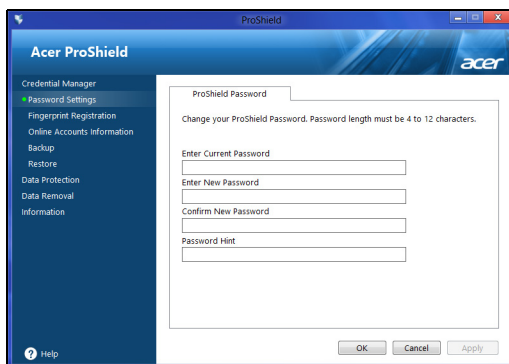 ProShield
Acer ProShield
acer
Credential Manager
Password Settings
Fingerprint Registration
Online Accounts Information
Backup
Restore
Data Protection
Data Removal
Information
Help
ProShield Password
Change your ProShield Password. Password length must be 4 to 12 characters.
Enter Current Password
Enter New Password
Confirm New Password
Password Hint
OK
Cancel
Apply